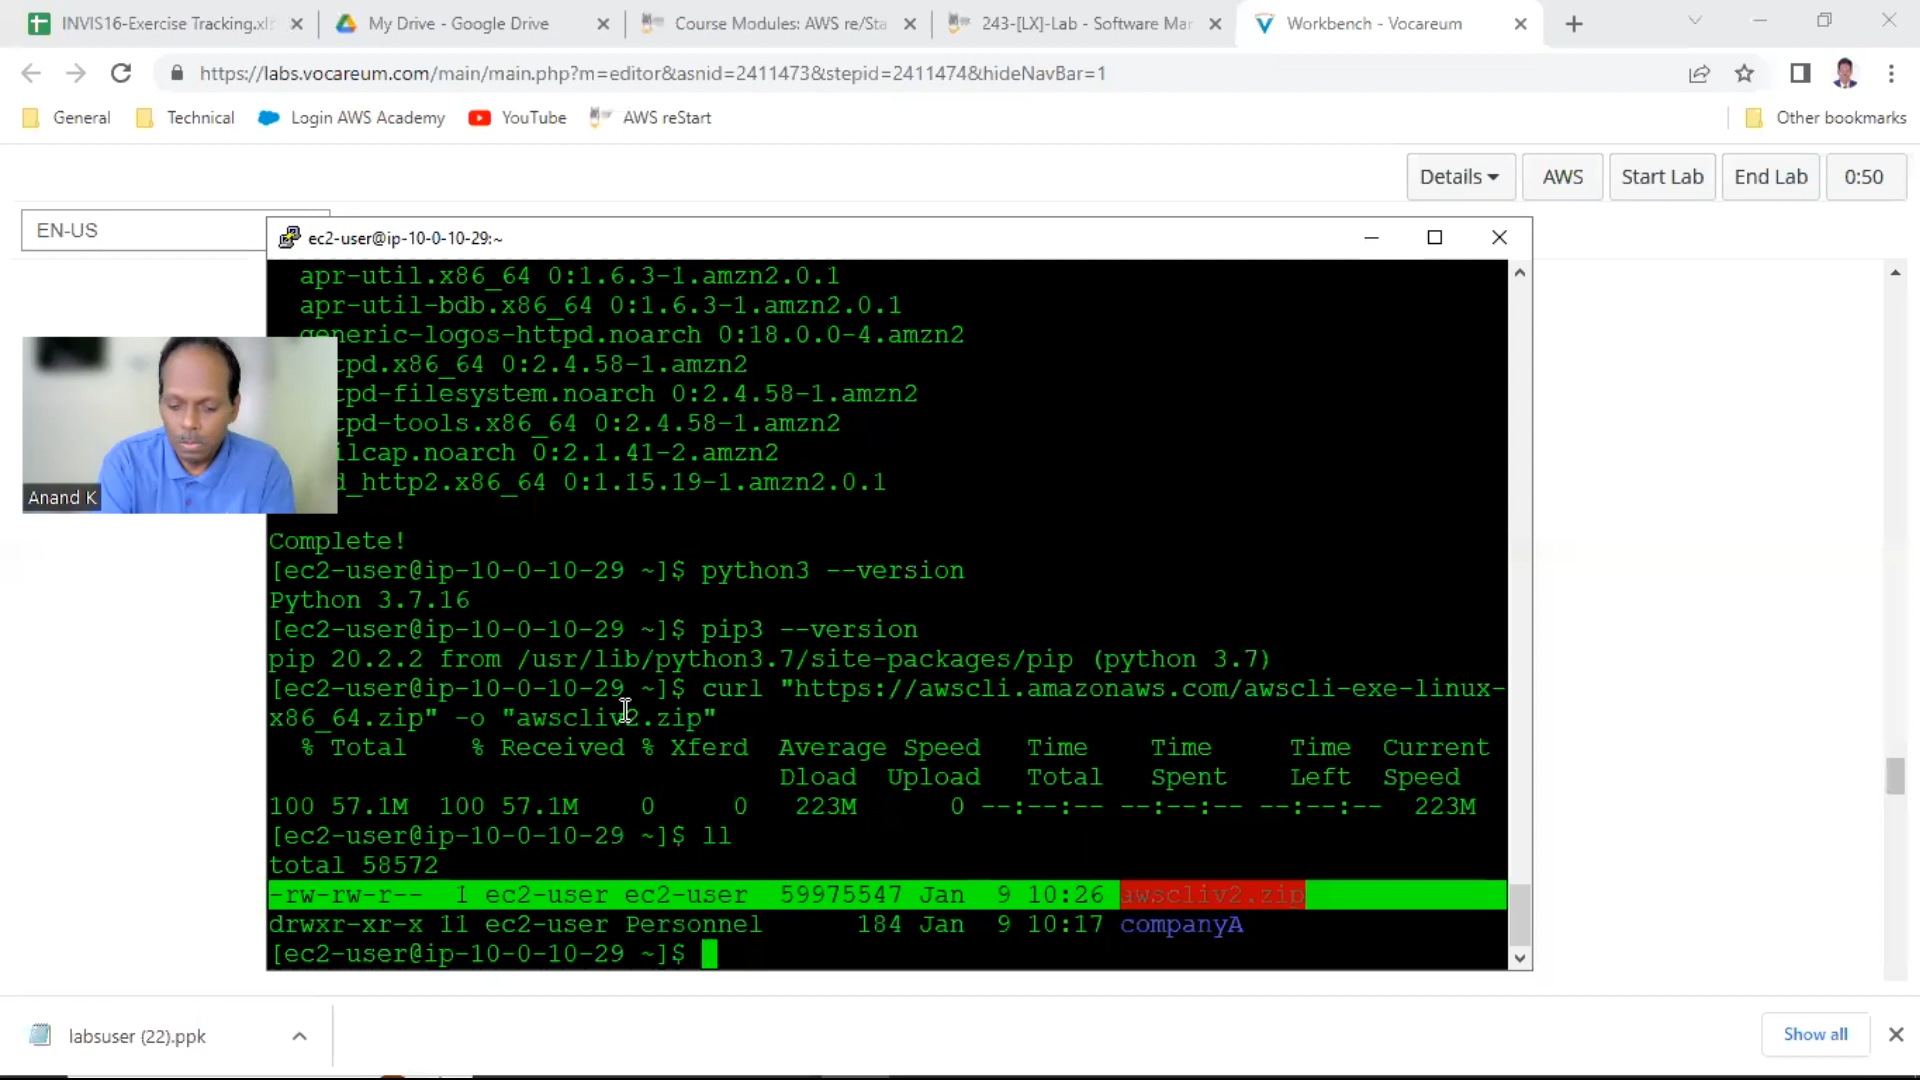 INVIS16-Exercise Tracking.xl
My Drive - Google Drive
Course Modules: AWS re/Sta
243-[LX]-Lab - Software Mar
Workbench - Vocareum
https://labs.vocareum.com/main/main.php?m=editor&asnid=2411473&stepid=2411474&hideNavBar=1
General
Technical
Login AWS Academy
YouTube
AWS reStart
Other bookmarks
Details
AWS
Start Lab
End Lab
0:50
EN-US
ec2-user@ip-10-0-10-29:~
apr-util.x86_64 0:1.6.3-1.amzn2.0.1
apr-util-bdb.x86_64 0:1.6.3-1.amzn2.0.1
generic-logos-httpd.noarch 0:18.0.0-4.amzn2
tpd.x86_64 0:2.4.58-1.amzn2
tpd-filesystem.noarch 0:2.4.58-1.amzn2
tpd-tools.x86_64 0:2.4.58-1.amzn2
ilcap.noarch 0:2.1.41-2.amzn2
d_http2.x86_64 0:1.15.19-1.amzn2.0.1
Anand K
Complete!
[ec2-user@ip-10-0-10-29 ~]$ python3 --version
Python 3.7.16
[ec2-user@ip-10-0-10-29 ~]$ pip3 --version
pip 20.2.2 from /usr/lib/python3.7/site-packages/pip (python 3.7)
[ec2-user@ip-10-0-10-29 ~]$ curl "https://awscli.amazonaws.com/awscli-exe-linux-
x86_64.zip" -o "awscliv2.zip"
% Total % Received % Xferd Average Speed Time Time Time Current
Dload Upload Total Spent Left Speed
100 57.1M 100 57.1M 0 0 223M 0 --:--:-- --:--:-- --:--:-- 223M
[ec2-user@ip-10-0-10-29 ~]$ ll
total 58572
-rw-rw-r-- 1 ec2-user ec2-user 59975547 Jan 9 10:26 awscliv2.zip
drwxr-xr-x 11 ec2-user Personnel 184 Jan 9 10:17 companyA
[ec2-user@ip-10-0-10-29 ~]$
labsuser (22).ppk
Show all